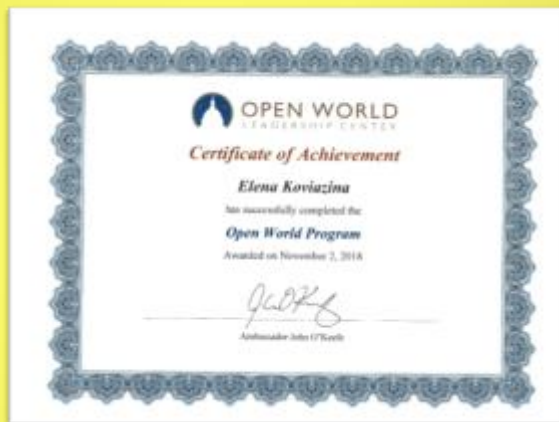 OPEN WORLD
LEADERSHIP CENTER
Certificate of Achievement
Elena Koviazina
has successfully completed the
Open World Program
Awarded on November 2, 2018
Ambassador John O'Keefe